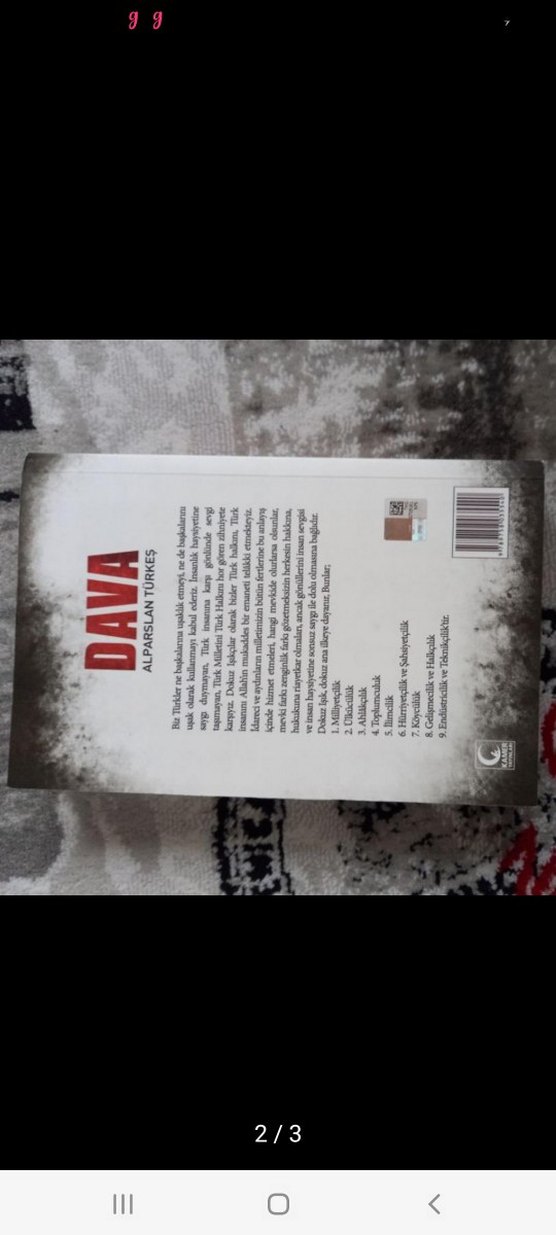 g g
DAVA
ALPARSLAN TÜRKEŞ
Biz Türkler ne başkalarına uşaklık etmeyi, ne de başkalarını
uşak olarak kullanmayı kabul ederiz. İnsanlık haysiyetine
saygı duymayan, Türk insanına karşı gönlünde sevgi
taşımayan, Türk Milletini Türk Halkını hor gören zihniyete
karşıyız. Dokuz Işıkçılar olarak bizler Türk halkını, Türk
insanını Allahın mukaddes bir emaneti telâkki etmekteyiz.
İdareci ve aydınların milletimizin bütün fertlerine bu anlayış
içinde hizmet etmeleri, hangi mevkide olurlarsa olsunlar,
mevki farkı zenginlik farkı gözetmeksizin herkesin hakkına,
hukukuna riayetkar olmaları, ancak gönüllerini insan sevgisi
ve insan haysiyetine sonsuz saygı ile dolu olmasına bağlıdır.
Dokuz Işık, dokuz ana ilkeye dayanır, Bunlar;
1. Milliyetçilik
2. Ülkücülük
3. Ahlâkçılık
4. Toplumculuk
5. İlimcilik
6. Hürriyetçilik ve Şahsiyetçilik
7. Köycülük
8. Gelişmecilik ve Halkçılık
9. Endüstricilik ve Teknikçilik'tir.
KAMER
YAYINLARI
2 / 3